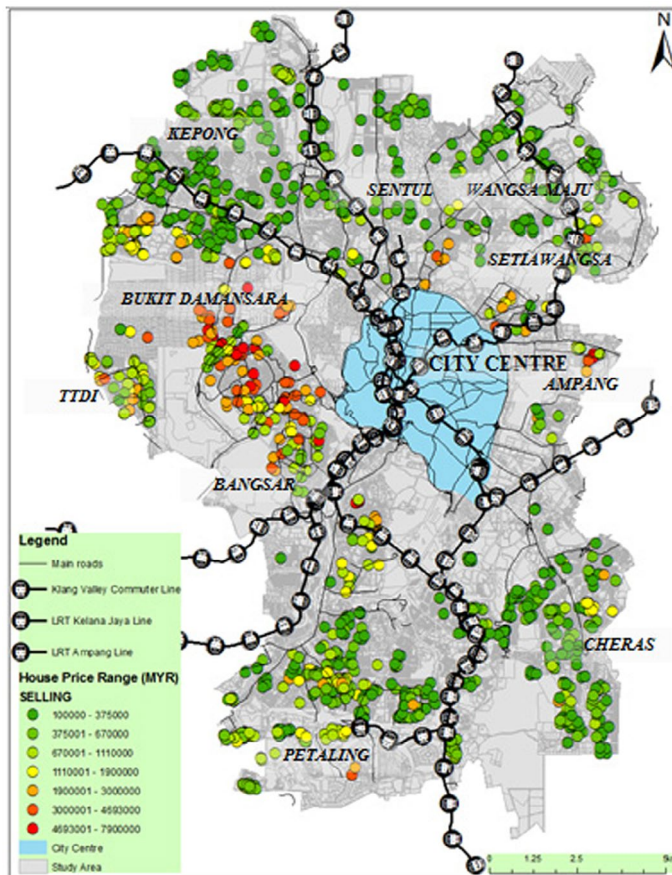 N
KEPONG
SENTUL
WANGSA MAJU
SETIAWANGSA
BUKIT DAMANSARA
CITY CENTRE
AMPANG
TTDI
BANGSAR
CHERAS
PETALING
Legend
Main roads
Klang Valley Commuter Line
LRT Kelana Jaya Line
LRT Ampang Line
House Price Range (MYR)
SELLING
100000 - 375000
375001 - 670000
670001 - 1110000
1110001 - 1900000
1900001 - 3000000
3000001 - 4693000
4693001 - 7900000
City Centre
Study Area
0 1.25 2.5